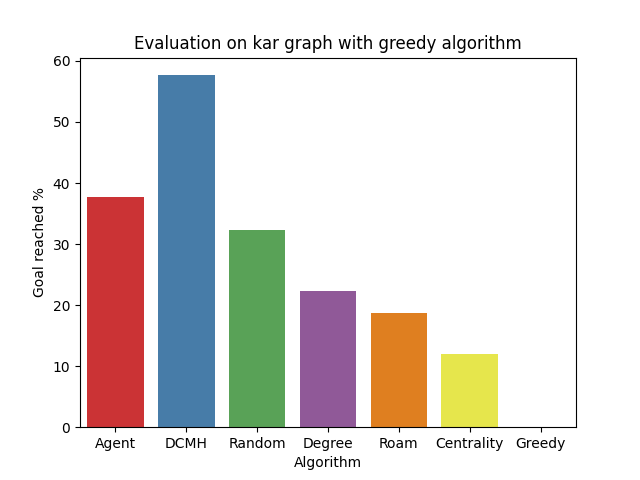 Evaluation on kar graph with greedy algorithm
60
50
40
30
20
10
0
Goal reached %
Agent DCMH Random Degree Roam Centrality Greedy
Algorithm